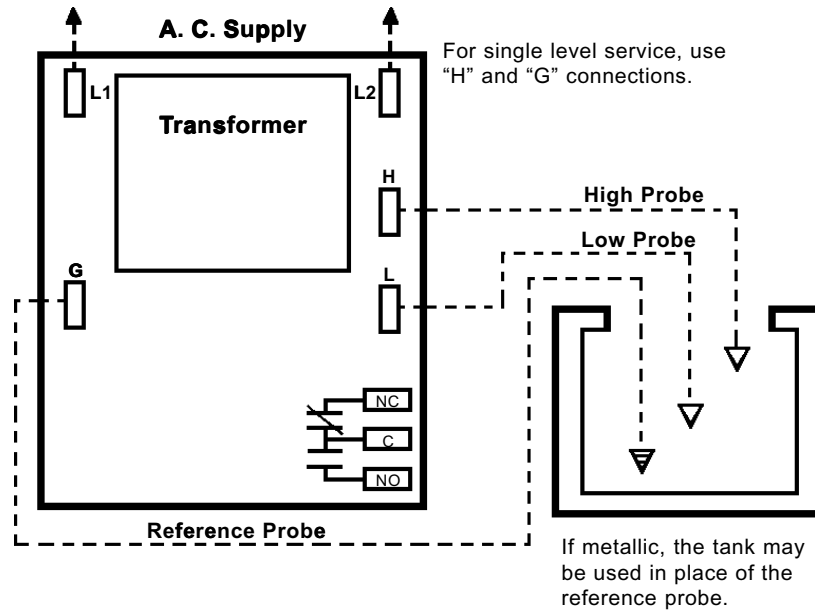 A. C. Supply
For single level service, use
“H” and “G” connections.
L1
L2
Transformer
H
High Probe
Low Probe
G
L
NC
C
NO
Reference Probe
If metallic, the tank may
be used in place of the
reference probe.